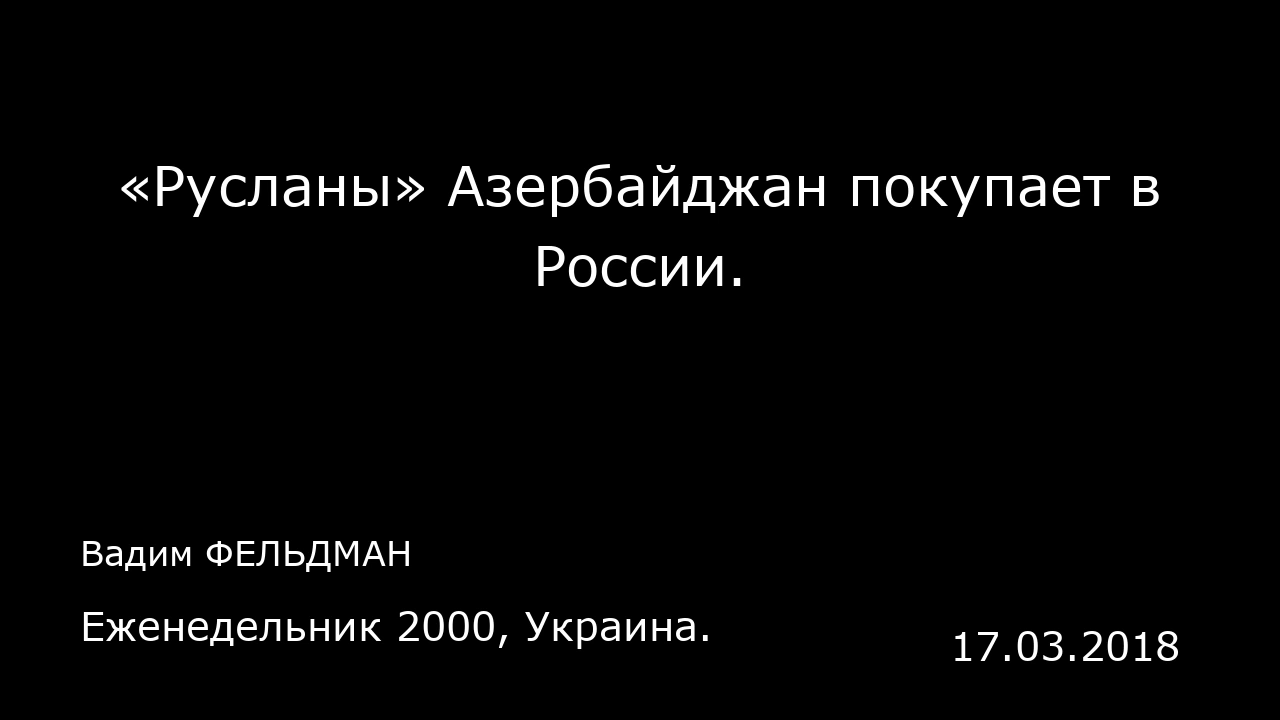 «Русланы» Азербайджан покупает в
России.
Вадим ФЕЛЬДМАН
Еженедельник 2000, Украина.
17.03.2018